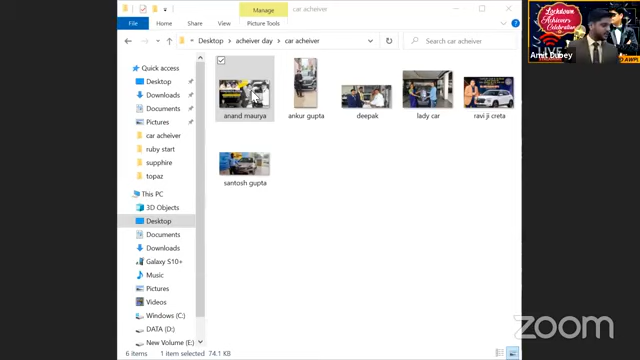 Manage
car acheiver
File
Home
Share
View
Picture Tools
Desktop
acheiver day
car acheiver
Search car acheiver
Quick access
Desktop
Downloads
Documents
Pictures
car acheiver
ruby start
supphire
topaz
This PC
3D Objects
Desktop
Documents
Downloads
Galaxy S10+
Music
Pictures
Videos
Windows (C:)
DATA (D:)
New Volume (E:)
anand maurya
ankur gupta
deepak
lady car
ravi ji creta
santosh gupta
6 items
1 item selected 74.1 KB
Lockdown
Achievers
Celebration
LIVE
AWPL
Amit Dubey
zoom